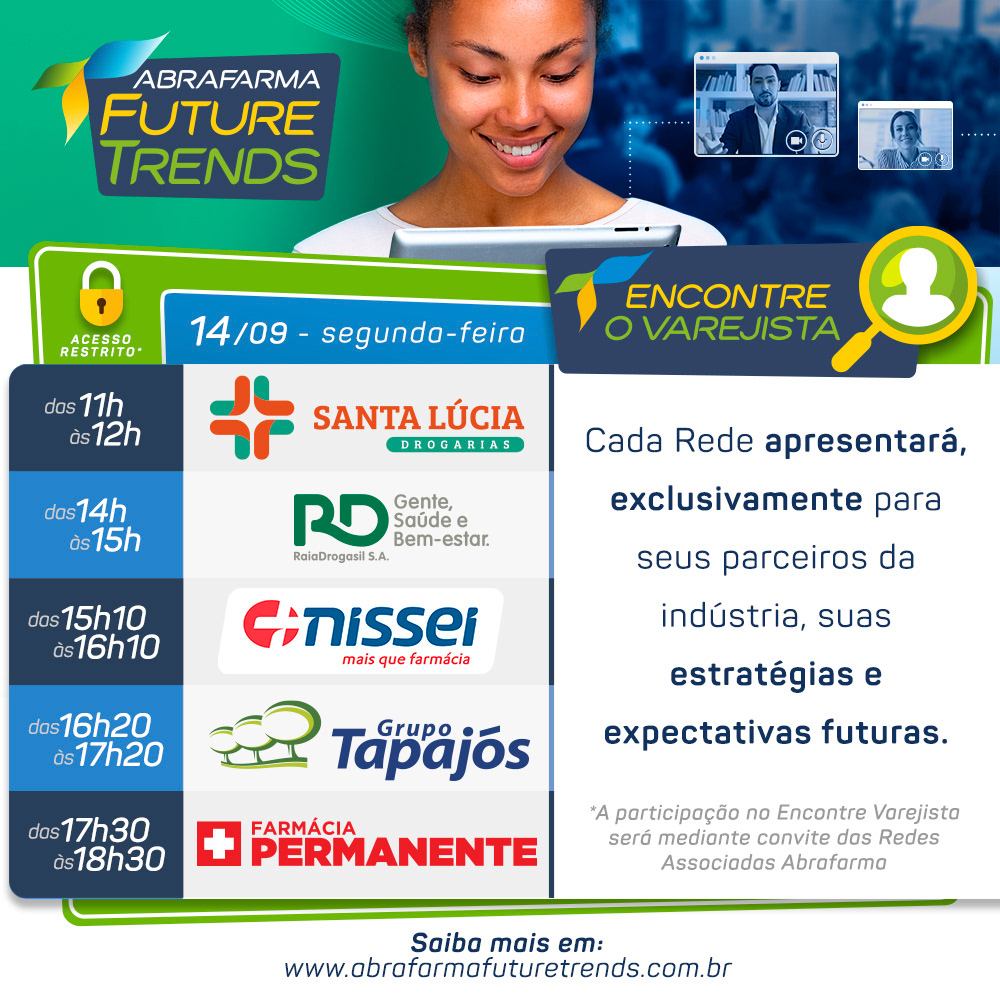 ABRAFARMA
FUTURE
TRENDS
ACESSO
RESTRITO*
14/09 - segunda-feira
ENCONTRE
O VAREJISTA
das 11h
às 12h
SANTA LÚCIA
DROGARIAS
das 14h
às 15h
RD
Gente,
Saúde e
Bem-estar.
RaiaDrogasil S.A.
das 15h10
às 16h10
nissei
mais que farmácia
das 16h20
às 17h20
Grupo
Tapajós
das 17h30
às 18h30
FARMÁCIA
PERMANENTE
Cada Rede apresentará,
exclusivamente para
seus parceiros da
indústria, suas
estratégias e
expectativas futuras.
*A participação no Encontre Varejista
será mediante convite das Redes
Associadas Abrafarma
Saiba mais em:
www.abrafarmafuturetrends.com.br